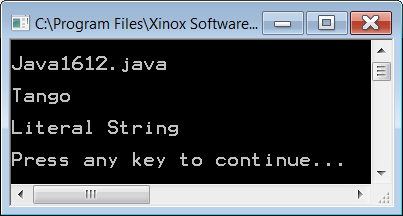 C:\Program Files\Xinox Software...
Java1612.java
Tango
Literal String
Press any key to continue...